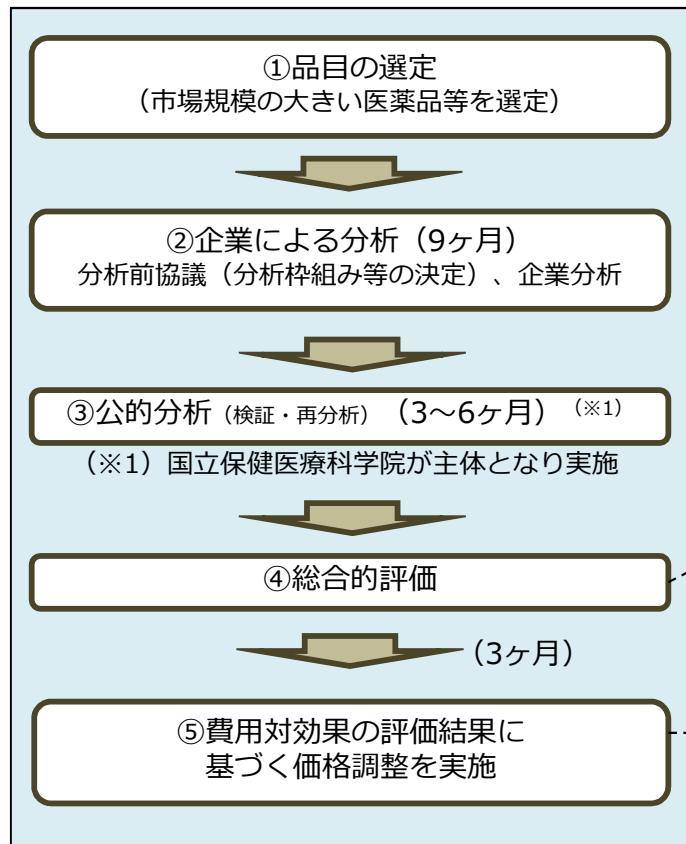 ①品目の選定
（市場規模の大きい医薬品等を選定）
②企業による分析（9ヶ月）
分析前協議（分析枠組み等の決定）、企業分析
③公的分析（検証・再分析）（3～6ヶ月）（※1）
（※1）国立保健医療科学院が主体となり実施
④総合的評価
（3ヶ月）
⑤費用対効果の評価結果に
基づく価格調整を実施